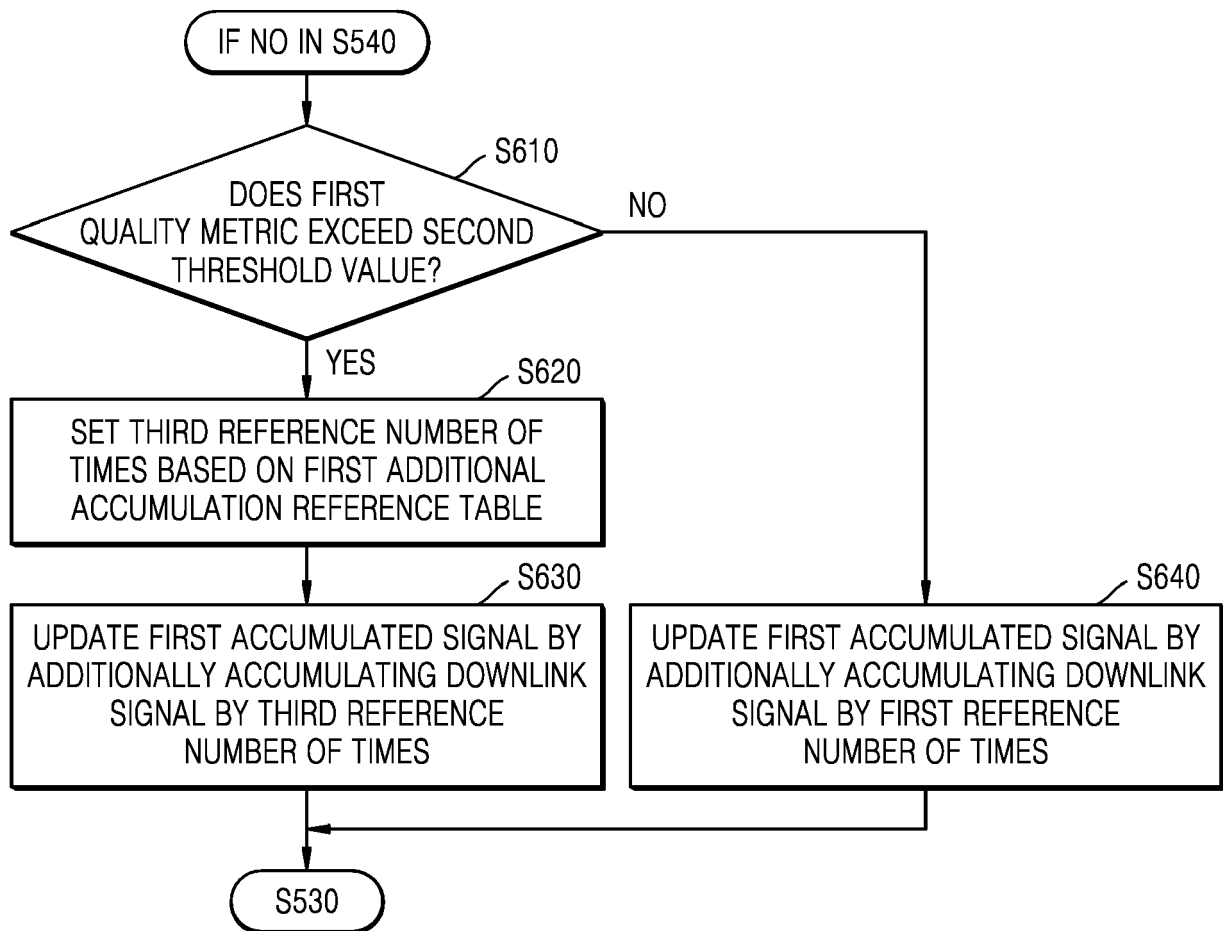 IF NO IN S540
S610
DOES FIRST
QUALITY METRIC EXCEED SECOND
THRESHOLD VALUE?
NO
YES
S620
SET THIRD REFERENCE NUMBER OF
TIMES BASED ON FIRST ADDITIONAL
ACCUMULATION REFERENCE TABLE
S630
UPDATE FIRST ACCUMULATED SIGNAL BY
ADDITIONALLY ACCUMULATING DOWNLINK
SIGNAL BY THIRD REFERENCE
NUMBER OF TIMES
S640
UPDATE FIRST ACCUMULATED SIGNAL BY
ADDITIONALLY ACCUMULATING DOWNLINK
SIGNAL BY FIRST REFERENCE
NUMBER OF TIMES
S530